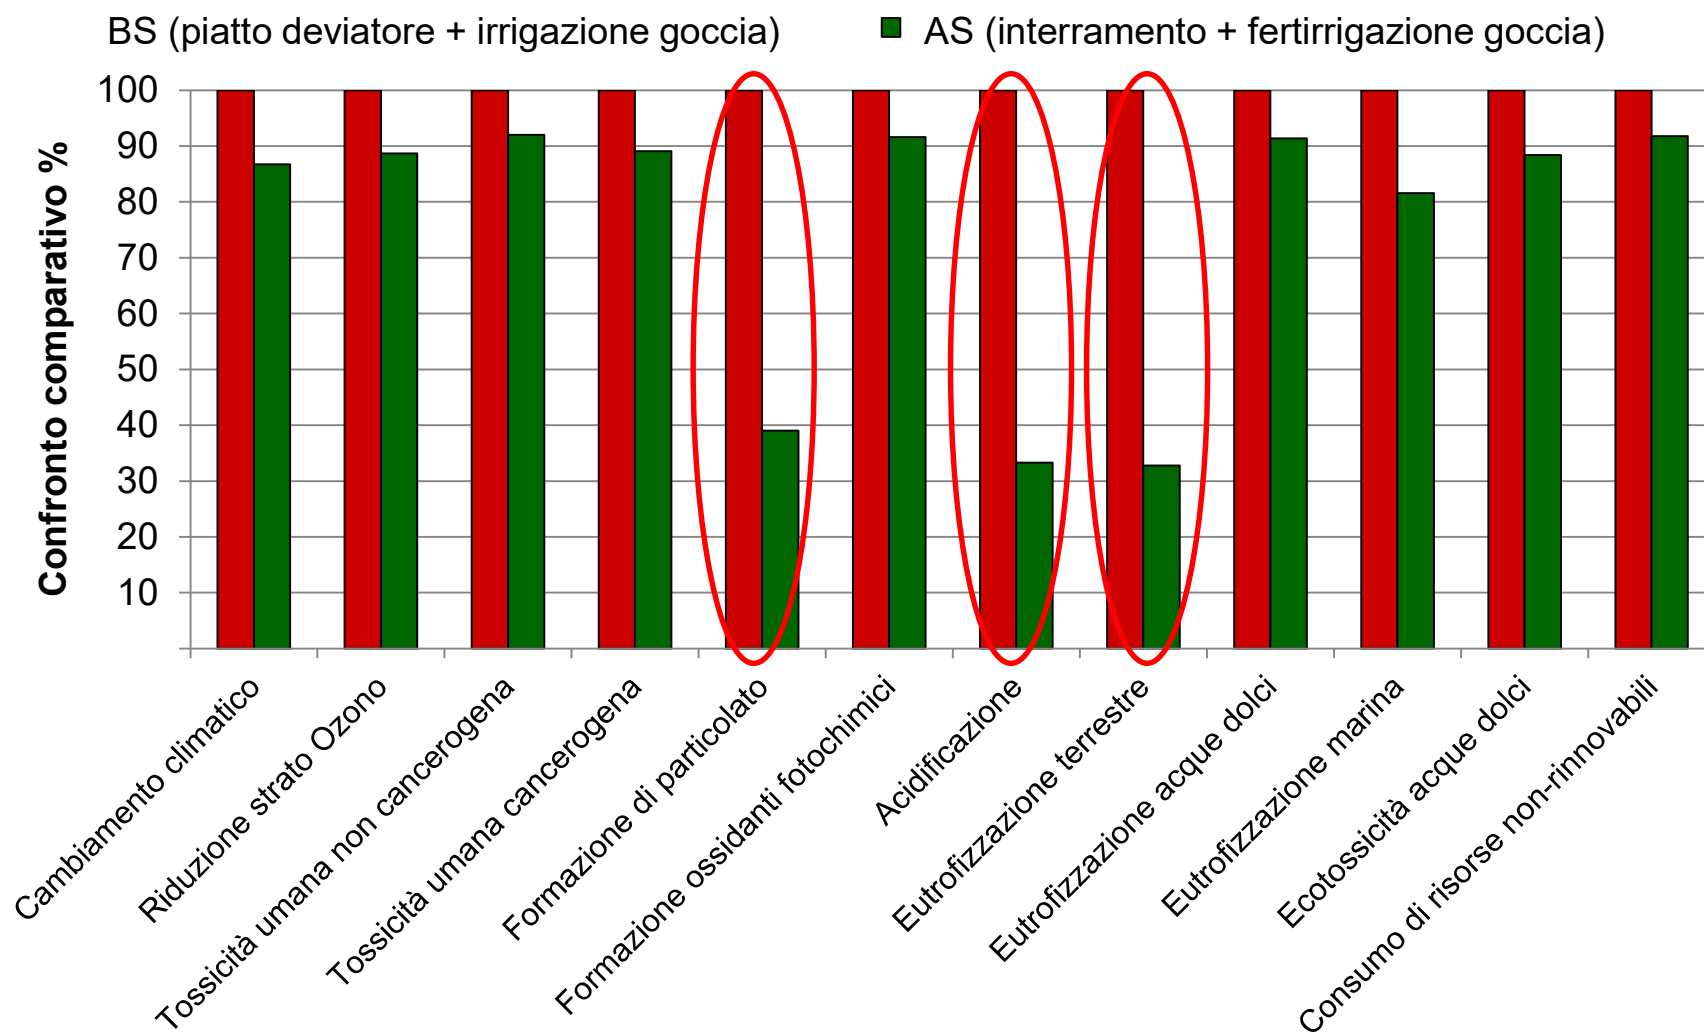 BS (piatto deviatore + irrigazione goccia) AS (interramento + fertirrigazione goccia)
Confronto comparativo %
100
90
80
70
60
50
40
30
20
10
Cambiamento climatico
Riduzione strato Ozono
Tossicità umana non cancerogena
Tossicità umana cancerogena
Formazione di particolato
Formazione ossidanti fotochimici
Acidificazione
Eutrofizzazione terrestre
Eutrofizzazione acque dolci
Eutrofizzazione marina
Ecotossicità acque dolci
Consumo di risorse non-rinnovabili